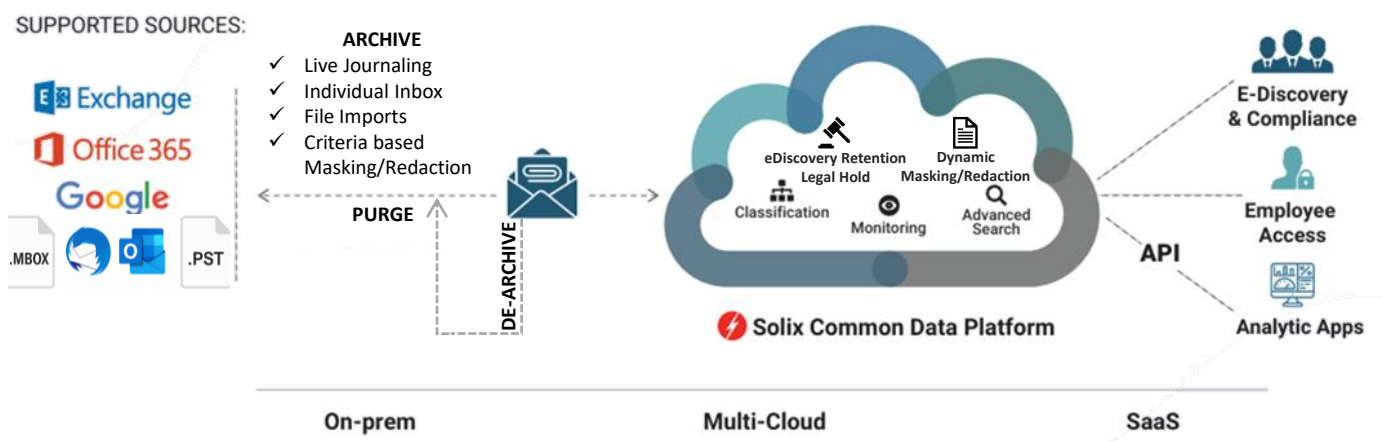 SUPPORTED SOURCES:
E Exchange
Office 365
Google
.MBOX
O
.PST
ARCHIVE
✓ Live Journaling
✓ Individual Inbox
✓ File Imports
✓ Criteria based
Masking/Redaction
PURGE
DE-ARCHIVE
eDiscovery Retention
Legal Hold
Dynamic
Masking/Redaction
Classification
Monitoring
Advanced
Search
Solix Common Data Platform
API
E-Discovery
& Compliance
Employee
Access
Analytic Apps
On-prem
Multi-Cloud
SaaS